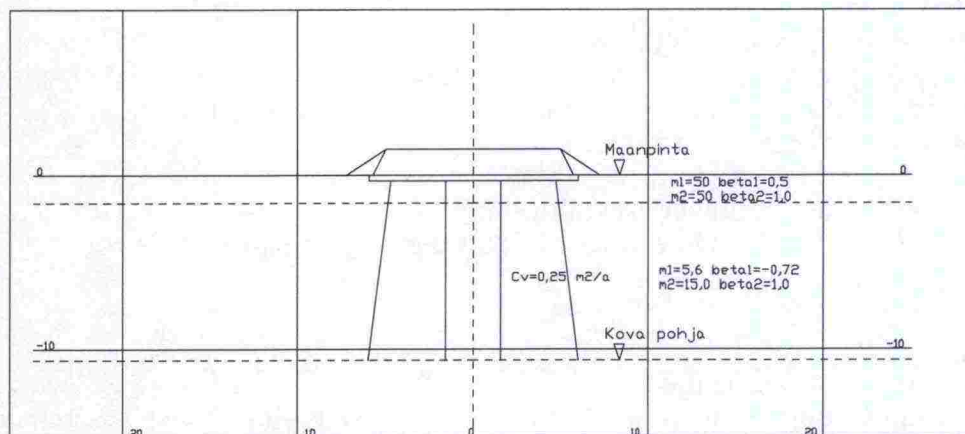 Maanpinta
0
0
m1=50 beta1=0,5
m2=50 beta2=1,0
Cv=0,25 m2/a
m1=5,6 beta1=-0,72
m2=15,0 beta2=1,0
Kova pohja
-10
-10
-20
-10
0
10
20